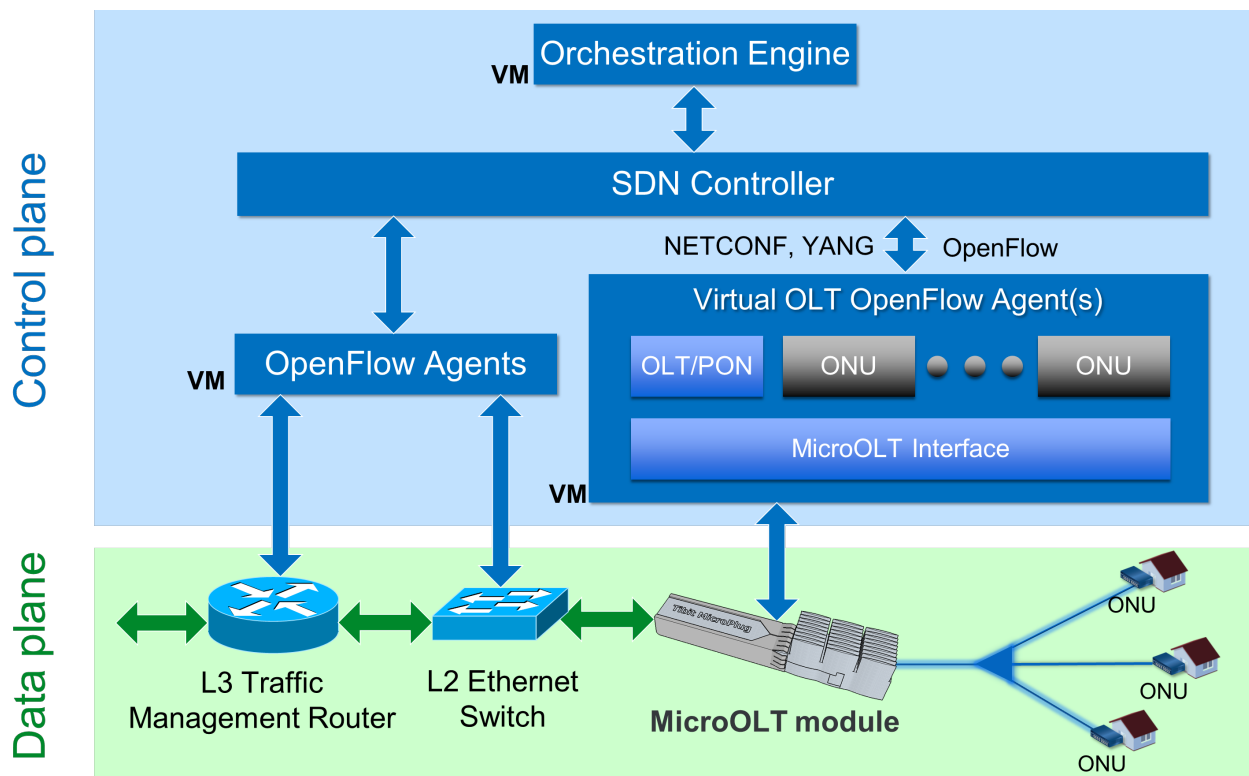 Control plane
Orchestration Engine
VM
SDN Controller
NETCONF, YANG
OpenFlow
Virtual OLT OpenFlow Agent(s)
OpenFlow Agents
VM
OLT/PON
ONU
ONU
MicroOLT Interface
VM
Data plane
Tibit MicroPlug
L3 Traffic
Management Router
L2 Ethernet
Switch
MicroOLT module
ONU
ONU
ONU